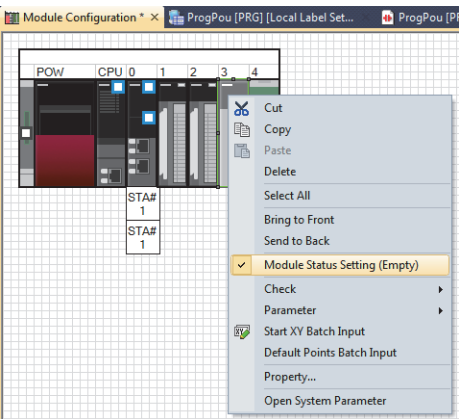 Module Configuration * × ProgPou [PRG] [Local Label Set... ProgPou [PR
POW CPU 0 1 2 3 4
STA#
1
STA#
1
Cut
Copy
Paste
Delete
Select All
Bring to Front
Send to Back
Module Status Setting (Empty)
Check
Parameter
Start XY Batch Input
Default Points Batch Input
Property...
Open System Parameter